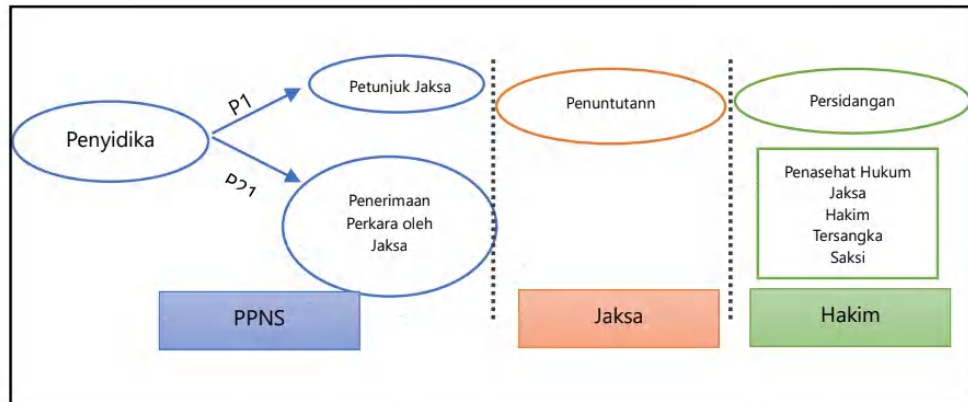 Penyidika
P1
P21
Petunjuk Jaksa
Penerimaan
Perkara oleh
Jaksa
PPNS
Penuntutann
Jaksa
Persidangan
Penasehat Hukum
Jaksa
Hakim
Tersangka
Saksi
Hakim